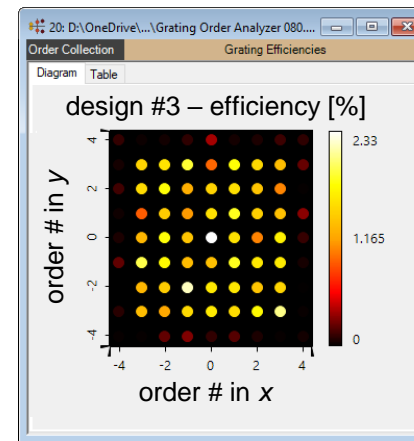 20: D:\OneDrive\...\Grating Order Analyzer 080....
Order Collection Grating Efficiencies
Diagram Table
design #3 – efficiency [%]
order # in y
4
2
0
-2
-4
-4 -2 0 2 4
order # in x
2.33
1.165
0